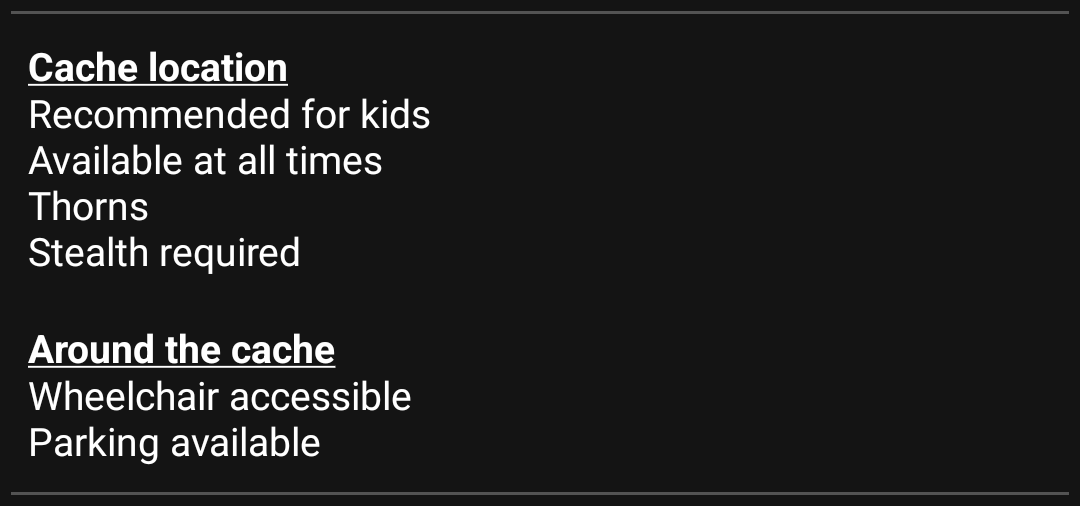 Cache location
Recommended for kids
Available at all times
Thorns
Stealth required
Around the cache
Wheelchair accessible
Parking available